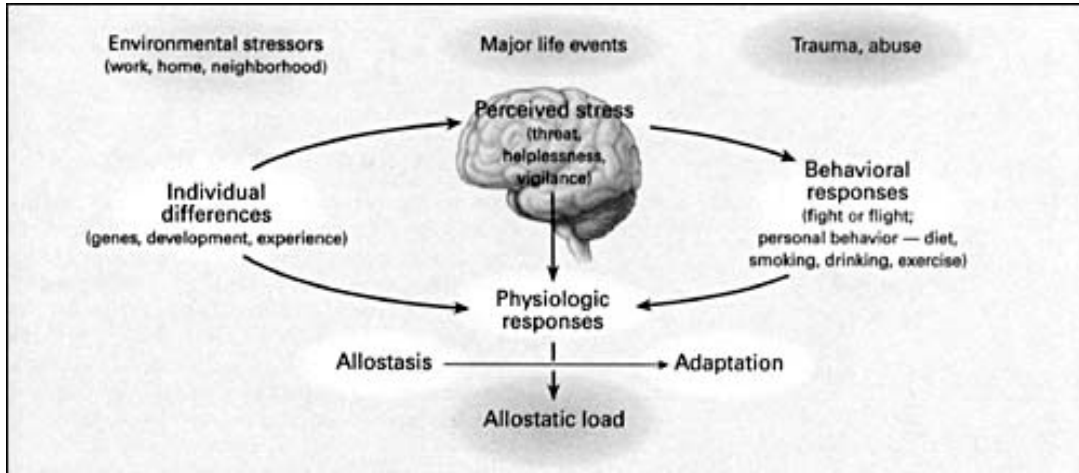 Environmental stressors
(work, home, neighborhood)
Major life events
Trauma, abuse
Perceived stress
(threat,
helplessness,
vigilance)
Individual
differences
(genes, development, experience)
Behavioral
responses
(fight or flight;
personal behavior — diet,
smoking, drinking, exercise)
Physiologic
responses
Allostasis
Adaptation
Allostatic load